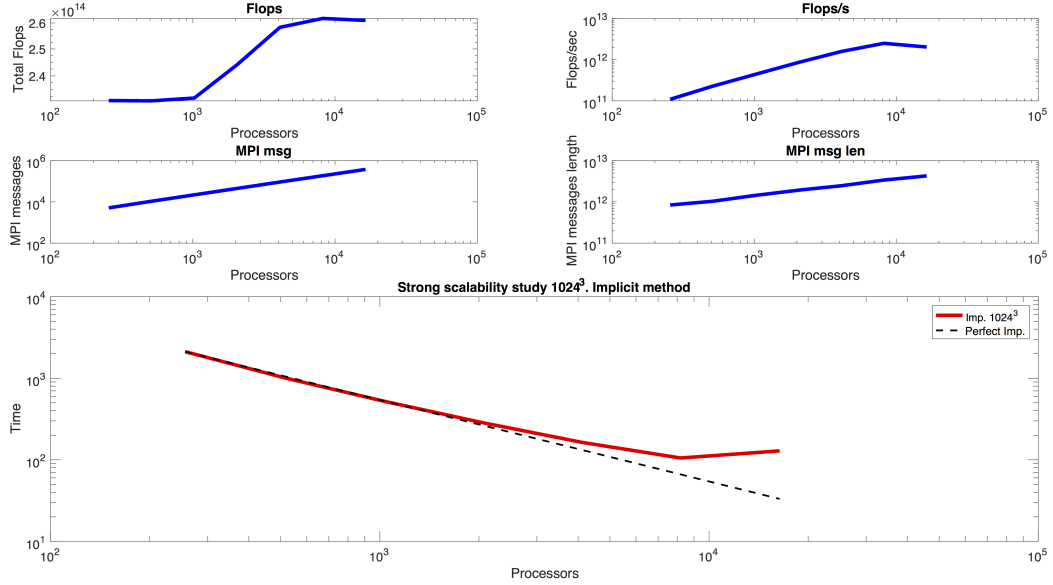 Flops
×10^14
2.6
2.5
2.4
Total Flops
10^2
10^3
10^4
10^5
Processors
Flops/s
10^13
10^12
10^11
Flops/sec
10^2
10^3
10^4
10^5
Processors
MPI msg
10^6
10^4
10^2
MPI messages
10^2
10^3
10^4
10^5
Processors
MPI msg len
10^13
10^12
10^11
MPI messages length
10^2
10^3
10^4
10^5
Processors
Strong scalability study 1024^3. Implicit method
10^4
10^3
10^2
10^1
Time
Imp. 1024^3
Perfect Imp.
10^2
10^3
10^4
10^5
Processors